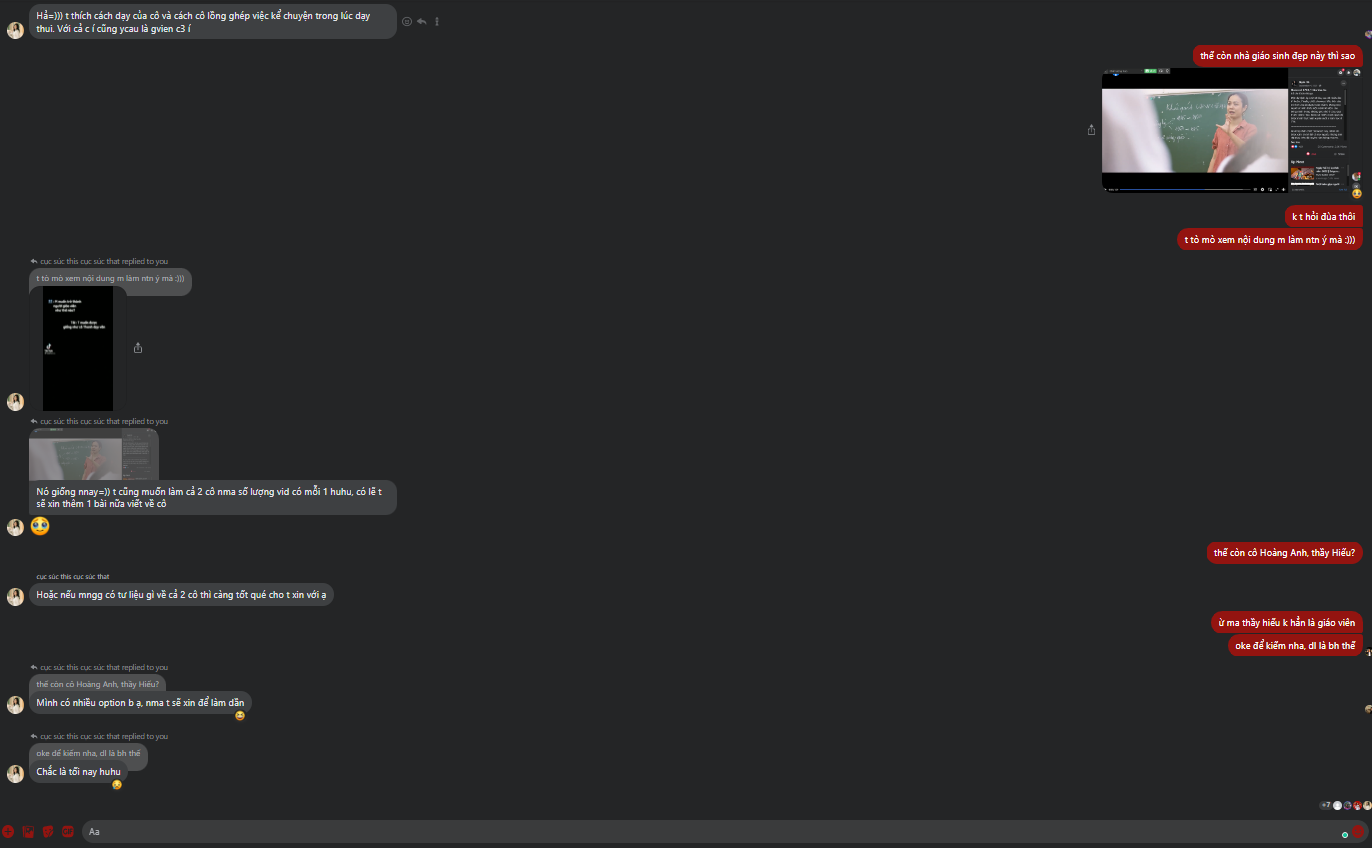 Hả=))) t thích cách dạy của cô và cách cô lồng ghép việc kể chuyện trong lúc dạy
thui. Với cả c í cũng ycau là gvien c3 í
thế còn nhà giáo sinh đẹp này thì sao
k t hỏi đùa thôi
t tò mò xem nội dung m làm ntn ý mà :)))
cục súc this cục súc that replied to you
t tò mò xem nội dung m làm ntn ý mà :)))
cục súc this cục súc that replied to you
Nó giống nnay=)) t cũng muốn làm cả 2 cô nma số lượng vid có mỗi 1 huhu, có lẽ t
sẽ xin thêm 1 bài nữa viết về cô
thế còn cô Hoàng Anh, thầy Hiếu?
cục súc this cục súc that
Hoặc nếu mngg có tư liệu gì về cả 2 cô thì càng tốt qué cho t xin với ạ
ừ ma thầy hiếu k hẳn là giáo viên
oke để kiếm nha, dl là bh thế
cục súc this cục súc that replied to you
thế còn cô Hoàng Anh, thầy Hiếu?
Mình có nhiều option b ạ, nma t sẽ xin để làm dần
cục súc this cục súc that replied to you
oke để kiếm nha, dl là bh thế
Chắc là tối nay huhu
+7
Aa